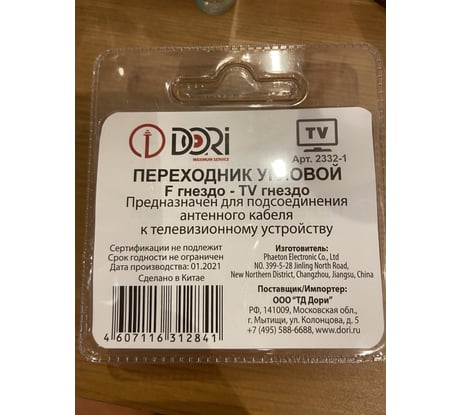 DORi
MAXIMUM SERVICE
TV
Арт. 2332-1
ПЕРЕХОДНИК УГЛОВОЙ
F гнездо - TV гнездо
Предназначен для подсоединения
антенного кабеля
к телевизионному устройству
Сертификации не подлежит
Срок годности не ограничен
Дата производства: 01.2021
Сделано в Китае
4 607116 312841
Изготовитель:
Phaeton Electronic Co., Ltd
NO. 399-5-28 Jinling North Road,
New Northern District, Changzhou, Jiangsu, China
Поставщик/Импортер:
ООО "ТД Дори"
РФ, 141009, Московская обл.,
г. Мытищи, ул. Колонцова, д. 5
+7 (495) 588-6688, www.dori.ru